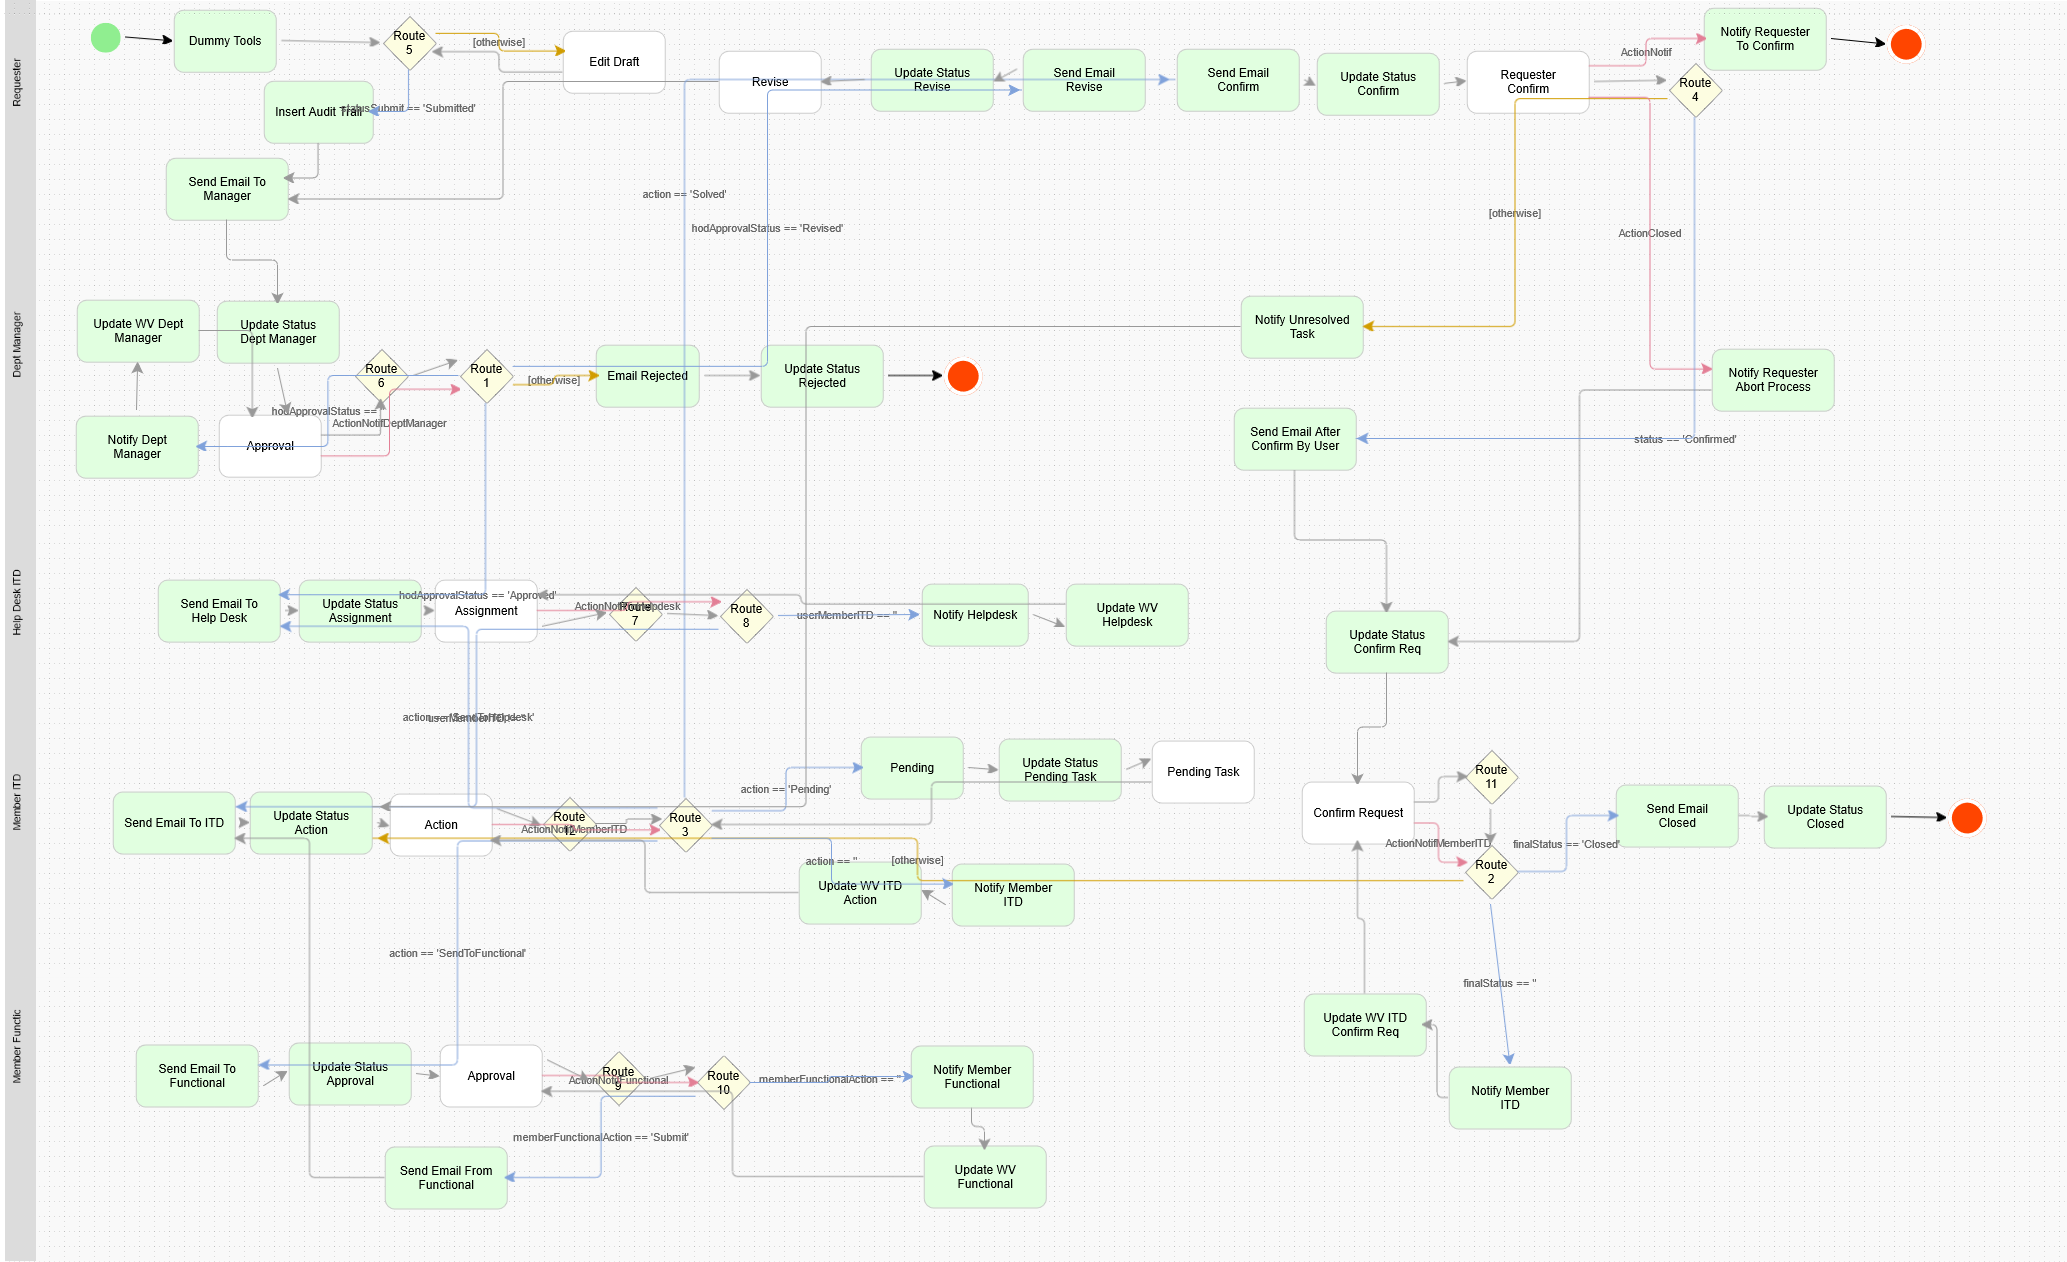 Requester
Dummy Tools
Route
5
[otherwise]
Edit Draft
Insert Audit Trail
statusSubmit == 'Submitted'
Send Email To
Manager
Revise
Update Status
Revise
Send Email
Revise
Send Email
Confirm
Update Status
Confirm
Requester
Confirm
ActionNotif
Notify Requester
To Confirm
Route
4
action == 'Solved'
hodApprovalStatus == 'Revised'
[otherwise]
ActionClosed
Dept Manager
Update WV Dept
Manager
Update Status
Dept Manager
Route
6
Route
1
[otherwise]
Email Rejected
Update Status
Rejected
hodApprovalStatus ==
ActionNotifDeptManager
Notify Dept
Manager
Approval
Notify Unresolved
Task
Notify Requester
Abort Process
Send Email After
Confirm By User
status == 'Confirmed'
Help Desk ITD
Send Email To
Help Desk
Update Status
Assignment
hodApprovalStatus == 'Approved'
Assignment
Route
7
Route
8
userMemberITD == ''
Notify Helpdesk
Update WV
Helpdesk
Update Status
Confirm Req
action == 'SendToHelpdesk'
Member ITD
Send Email To ITD
Update Status
Action
Action
Route
12
ActionNotifMemberITD
Route
3
action == 'Pending'
Pending
Update Status
Pending Task
Pending Task
action == ''
[otherwise]
Update WV ITD
Action
Notify Member
ITD
Confirm Request
Route
11
ActionNotifMemberITD
Route
2
finalStatus == 'Closed'
Send Email
Closed
Update Status
Closed
action == 'SendToFunctional'
finalStatus == ''
Update WV ITD
Confirm Req
Notify Member
ITD
Member Functic
Send Email To
Functional
Update Status
Approval
Approval
Route
9
ActionNotifFunctional
Route
10
memberFunctionalAction == ''
Notify Member
Functional
memberFunctionalAction == 'Submit'
Send Email From
Functional
Update WV
Functional